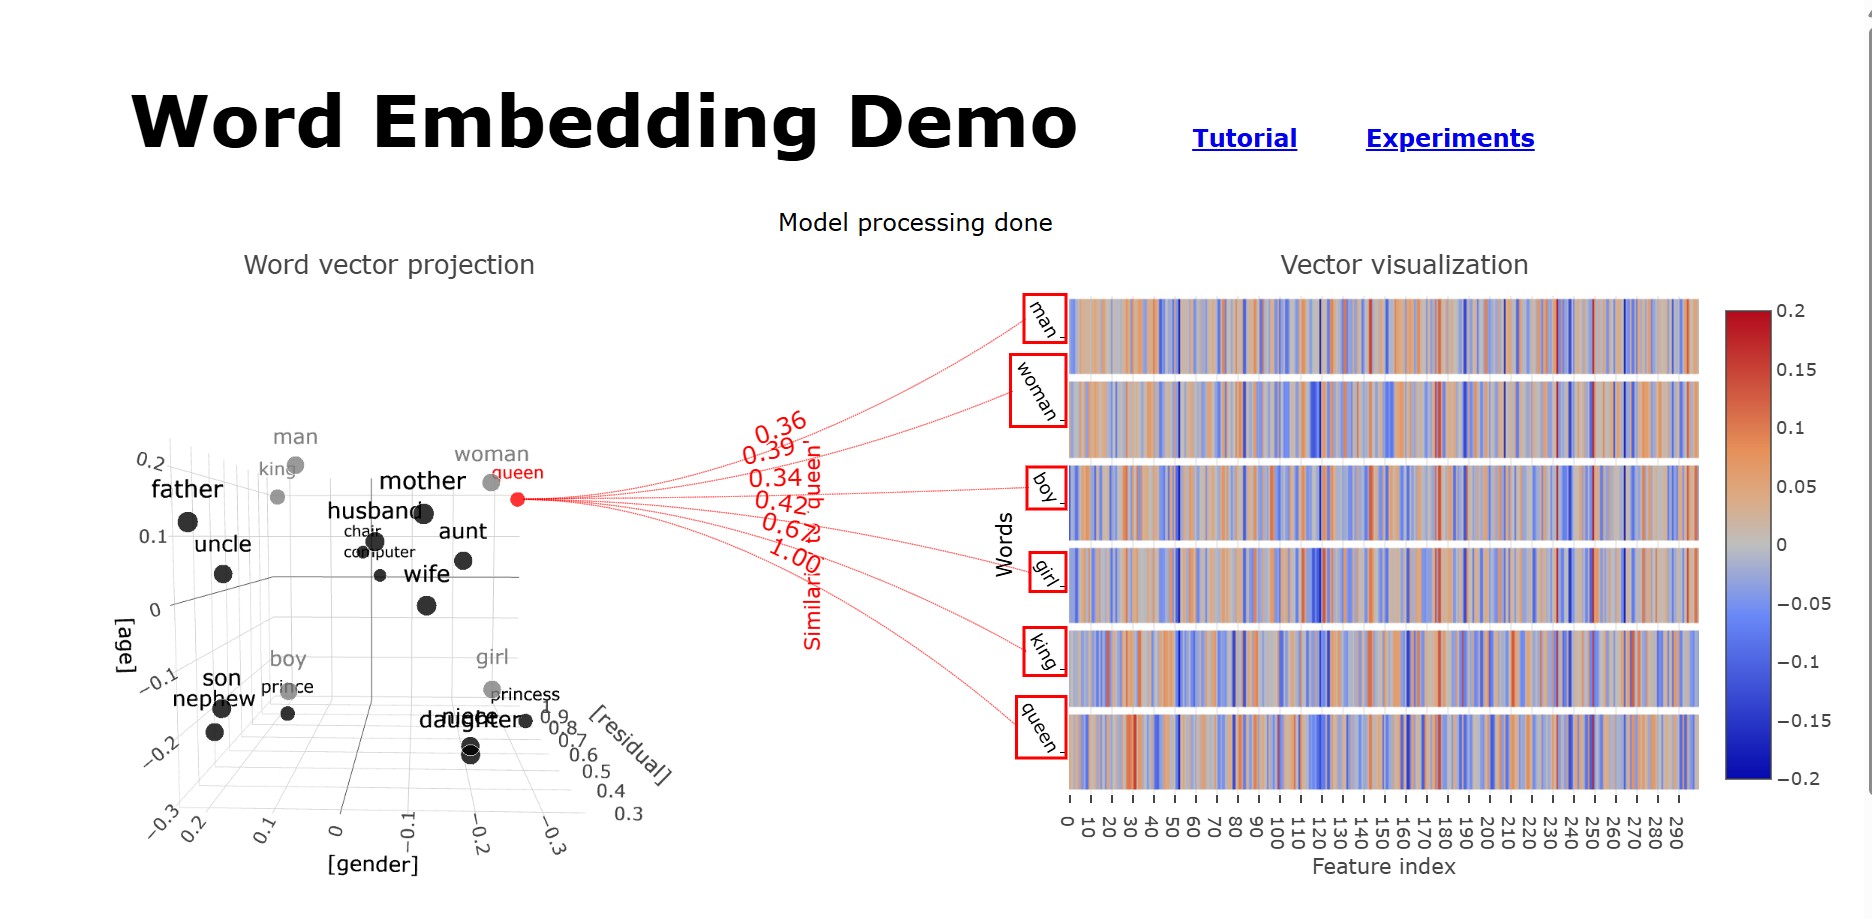 Word Embedding Demo
Tutorial Experiments
Model processing done
Word vector projection
man
woman
king
queen
father
mother
husband
chair
aunt
uncle
computer
wife
boy
girl
son
prince
princess
nephew
niece
daughter
0.2
0.1
0
−0.1
−0.2
−0.3
[age]
0.2
0.1
0
−0.1
−0.2
−0.3
[gender]
1
0.9
0.8
0.7
0.6
0.5
0.4
0.3
[residual]
0.36
0.39
0.34
0.42
0.67
1.00
Vector visualization
man
woman
boy
girl
king
queen
Words
0 10 20 30 40 50 60 70 80 90 100 110 120 130 140 150 160 170 180 190 200 210 220 230 240 250 260 270 280 290
Feature index
0.2
0.15
0.1
0.05
0
−0.05
−0.1
−0.15
−0.2